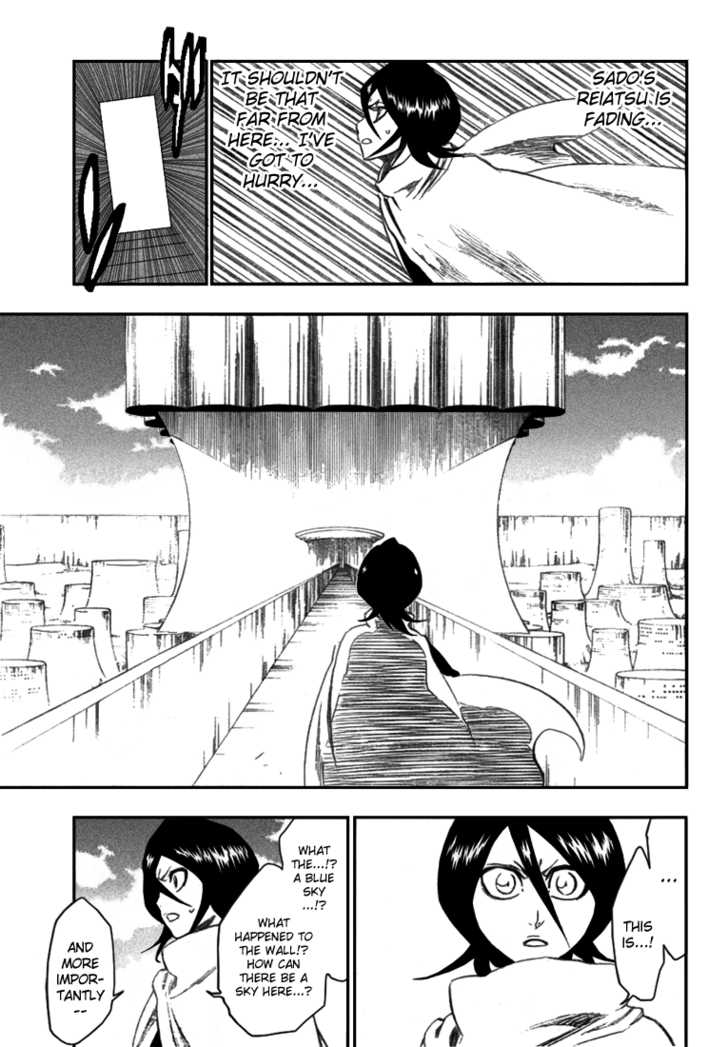 SADO'S
REIATSU IS
FADING...
IT SHOULDN'T
BE THAT
FAR FROM
HERE... I'VE
GOT TO
HURRY...
...
THIS
IS...!
WHAT
THE...!?
A BLUE
SKY
...!?
WHAT
HAPPENED TO
THE WALL!?
HOW CAN
THERE BE A
SKY HERE...?
AND
MORE
IMPOR-
TANTLY
--